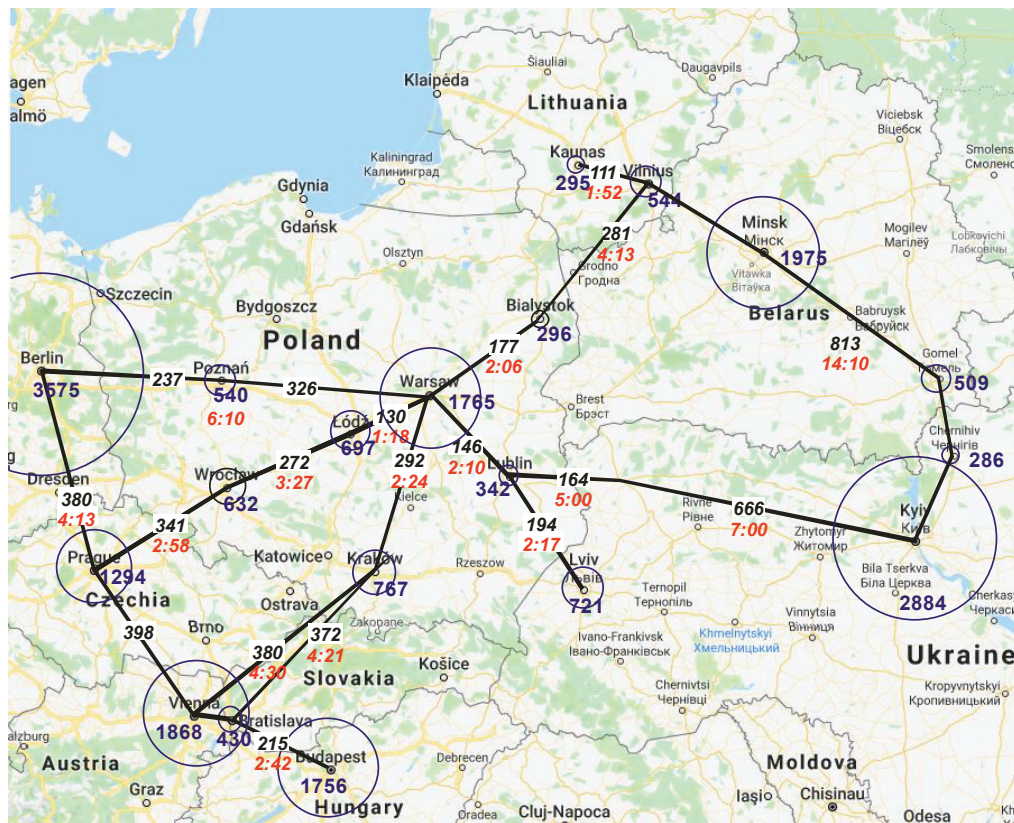 Šiauliai
Daugavpils
agen
almö
Klaipėda
Lithuania
Viciebsk
Віцебск
Smolens
Смоленс
Kaliningrad
Калининград
Kaunas
295
111
1:52
Vilnius
544
Gdynia
Gdańsk
Minsk
Мінск
1975
Mogilev
Магілёў
Lobkovichi
Лабковічы
281
4:13
Olsztyn
Grodno
Гродна
Vitawka
Вітаўка
Szczecin
Bydgoszcz
Bialystok
296
Belarus
Babruysk
Бабруйск
Poland
813
14:10
Berlin
3675
237
Poznań
540
6:10
326
Warsaw
1765
177
2:06
Gomel
Гомель
509
Brest
Брэст
Łódź
697
130
1:18
146
2:10
Chernihiv
Чернігів
286
272
3:27
292
2:24
Lublin
342
164
5:00
Dresden
380
4:13
Wrocław
632
Kielce
Rivne
Рівне
666
7:00
Kyiv
Київ
341
2:58
194
2:17
Zhytomyr
Житомир
Prague
1294
Czechia
Katowice
Kraków
767
Rzeszow
Lviv
Львів
721
Bila Tserkva
Біла Церква
2884
Ostrava
Ternopil
Тернопіль
Cherkasy
Черкаси
398
Brno
380
4:30
372
4:21
Zakopane
Vinnytsia
Вінниця
Ivano-Frankivsk
Івано-Франківськ
Khmelnytskyi
Хмельницький
Slovakia
Košice
Ukraine
Chernivtsi
Чернівці
Kropyvnytskyi
Кропивницький
Vienna
1868
Bratislava
430
alzburg
215
2:42
Budapest
1756
Debrecen
Austria
Moldova
Graz
Hungary
Oradea
Cluj-Napoca
Iași
Chisinau
Odesa